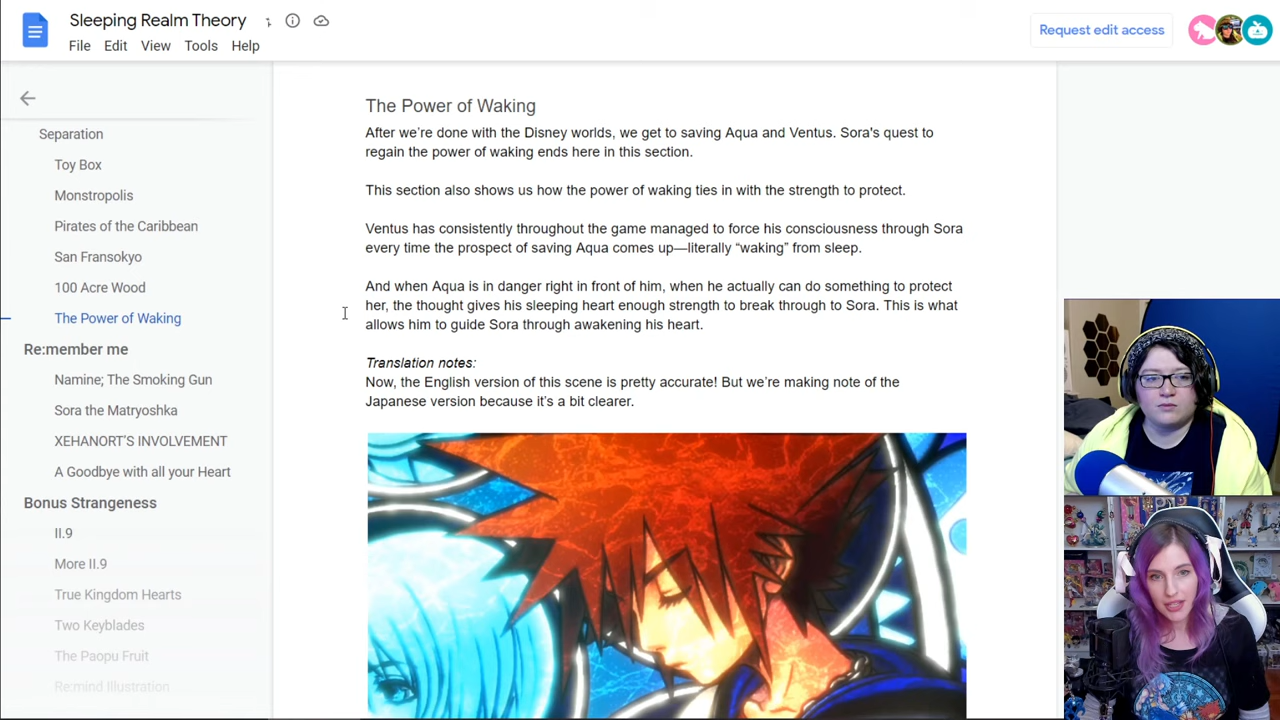 Sleeping Realm Theory
File Edit View Tools Help
Request edit access
Separation
Toy Box
Monstropolis
Pirates of the Caribbean
San Fransokyo
100 Acre Wood
The Power of Waking
Re:member me
Namine; The Smoking Gun
Sora the Matryoshka
XEHANORT'S INVOLVEMENT
A Goodbye with all your Heart
Bonus Strangeness
II.9
More II.9
True Kingdom Hearts
Two Keyblades
The Paopu Fruit
Re:mind Illustration
The Power of Waking
After we're done with the Disney worlds, we get to saving Aqua and Ventus. Sora's quest to
regain the power of waking ends here in this section.
This section also shows us how the power of waking ties in with the strength to protect.
Ventus has consistently throughout the game managed to force his consciousness through Sora
every time the prospect of saving Aqua comes up—literally “waking” from sleep.
And when Aqua is in danger right in front of him, when he actually can do something to protect
her, the thought gives his sleeping heart enough strength to break through to Sora. This is what
allows him to guide Sora through awakening his heart.
Translation notes:
Now, the English version of this scene is pretty accurate! But we're making note of the
Japanese version because it's a bit clearer.